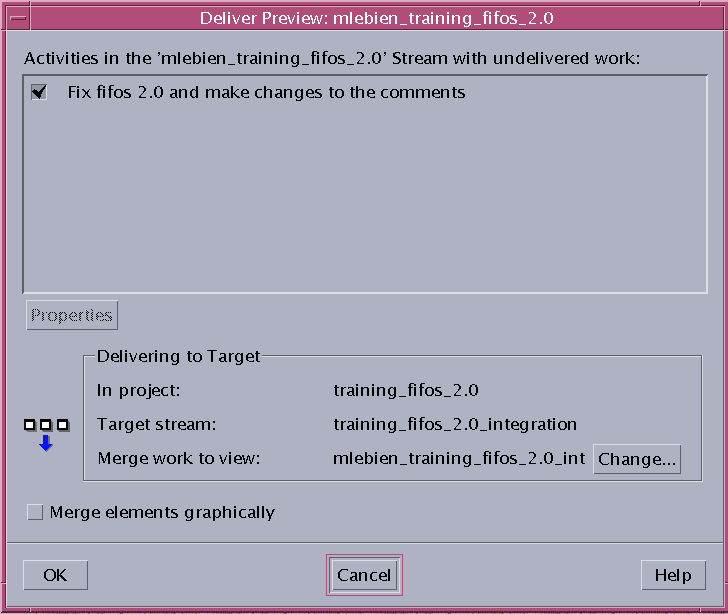 Deliver Preview: mlebien_training_fifos_2.0
Activities in the 'mlebien_training_fifos_2.0' Stream with undelivered work:
Fix fifos 2.0 and make changes to the comments
Properties
Delivering to Target
In project: training_fifos_2.0
Target stream: training_fifos_2.0_integration
Merge work to view: mlebien_training_fifos_2.0_int Change...
Merge elements graphically
OK Cancel Help